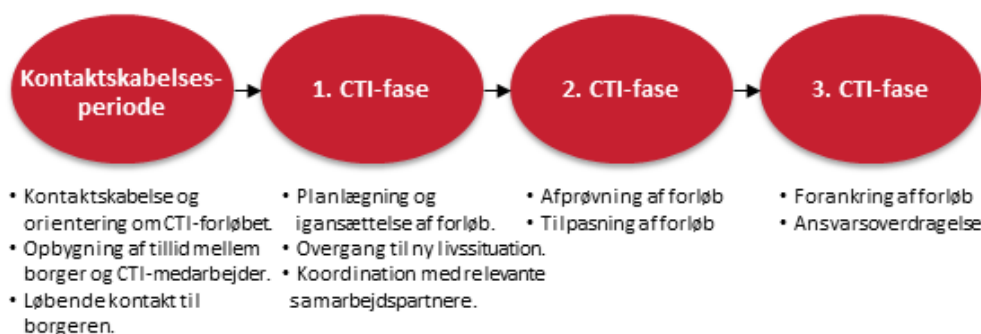 Kontaktskabelses-
periode
1. CTI-fase
2. CTI-fase
3. CTI-fase
• Kontaktskabelse og
orientering om CTI-forløbet.
• Opbygning af tillid mellem
borger og CTI-medarbejder.
• Løbende kontakt til
borgeren.
• Planlægning og
igansættelse af forløb.
• Overgang til ny livssituation.
• Koordination med relevante
samarbejdspartnere.
• Afprøvning af forløb
• Tilpasning af forløb
• Forankring af forløb
• Ansvarsoverdragelse